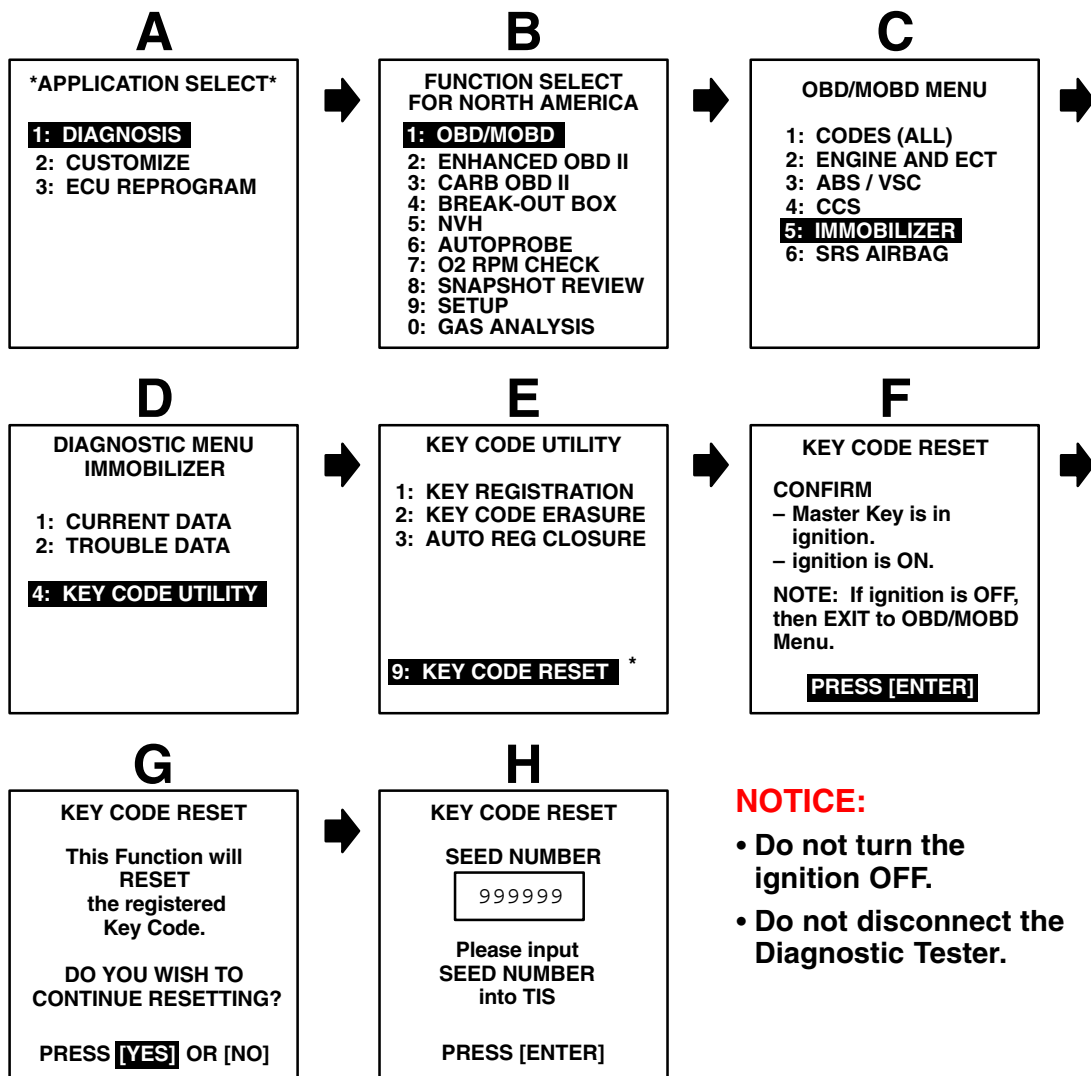 A
*APPLICATION SELECT*
1: DIAGNOSIS
2: CUSTOMIZE
3: ECU REPROGRAM
B
FUNCTION SELECT
FOR NORTH AMERICA
1: OBD/MOBD
2: ENHANCED OBD II
3: CARB OBD II
4: BREAK-OUT BOX
5: NVH
6: AUTOPROBE
7: O2 RPM CHECK
8: SNAPSHOT REVIEW
9: SETUP
0: GAS ANALYSIS
C
OBD/MOBD MENU
1: CODES (ALL)
2: ENGINE AND ECT
3: ABS / VSC
4: CCS
5: IMMOBILIZER
6: SRS AIRBAG
D
DIAGNOSTIC MENU
IMMOBILIZER
1: CURRENT DATA
2: TROUBLE DATA
4: KEY CODE UTILITY
E
KEY CODE UTILITY
1: KEY REGISTRATION
2: KEY CODE ERASURE
3: AUTO REG CLOSURE
9: KEY CODE RESET *
F
KEY CODE RESET
CONFIRM
– Master Key is in
ignition.
– ignition is ON.
NOTE: If ignition is OFF,
then EXIT to OBD/MOBD
Menu.
PRESS [ENTER]
G
KEY CODE RESET
This Function will
RESET
the registered
Key Code.
DO YOU WISH TO
CONTINUE RESETTING?
PRESS [YES] OR [NO]
H
KEY CODE RESET
SEED NUMBER
999999
Please input
SEED NUMBER
into TIS
PRESS [ENTER]
NOTICE:
• Do not turn the
ignition OFF.
• Do not disconnect the
Diagnostic Tester.